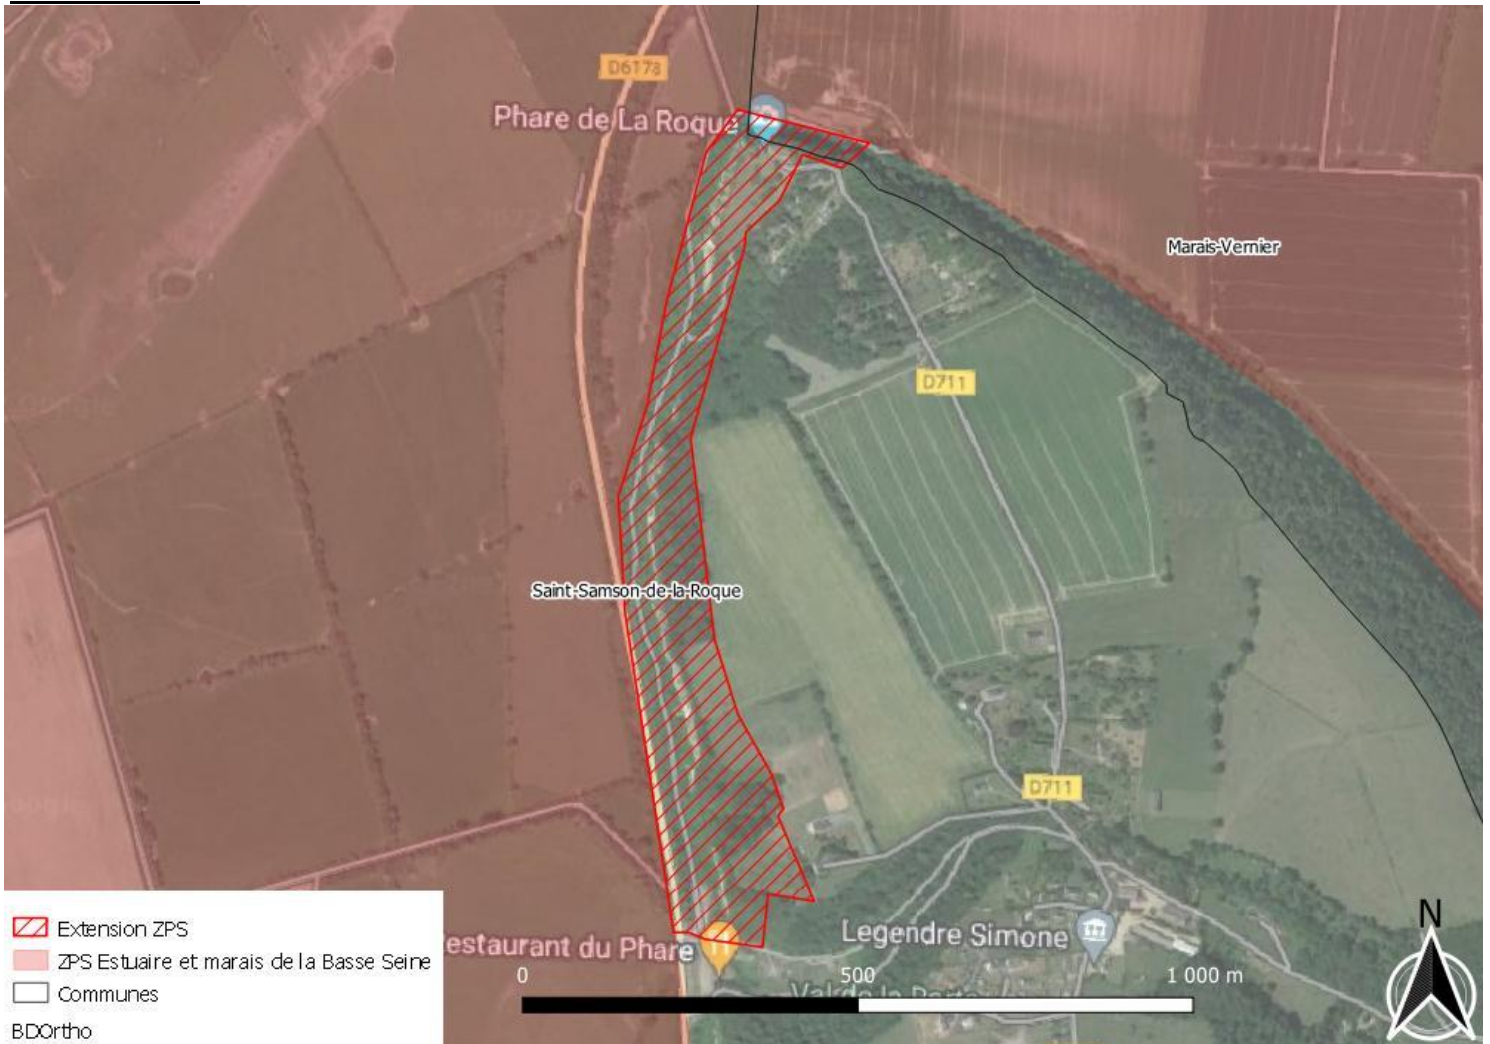 D6178
Phare de La Roque
Marais-Vernier
D711
Saint-Samson-de-la-Roque
D711
Legendre Simone
estaurant du Phare
N
0 500 1 000 m
Extension ZPS
ZPS Estuaire et marais de la Basse Seine
Communes
BDOrtho